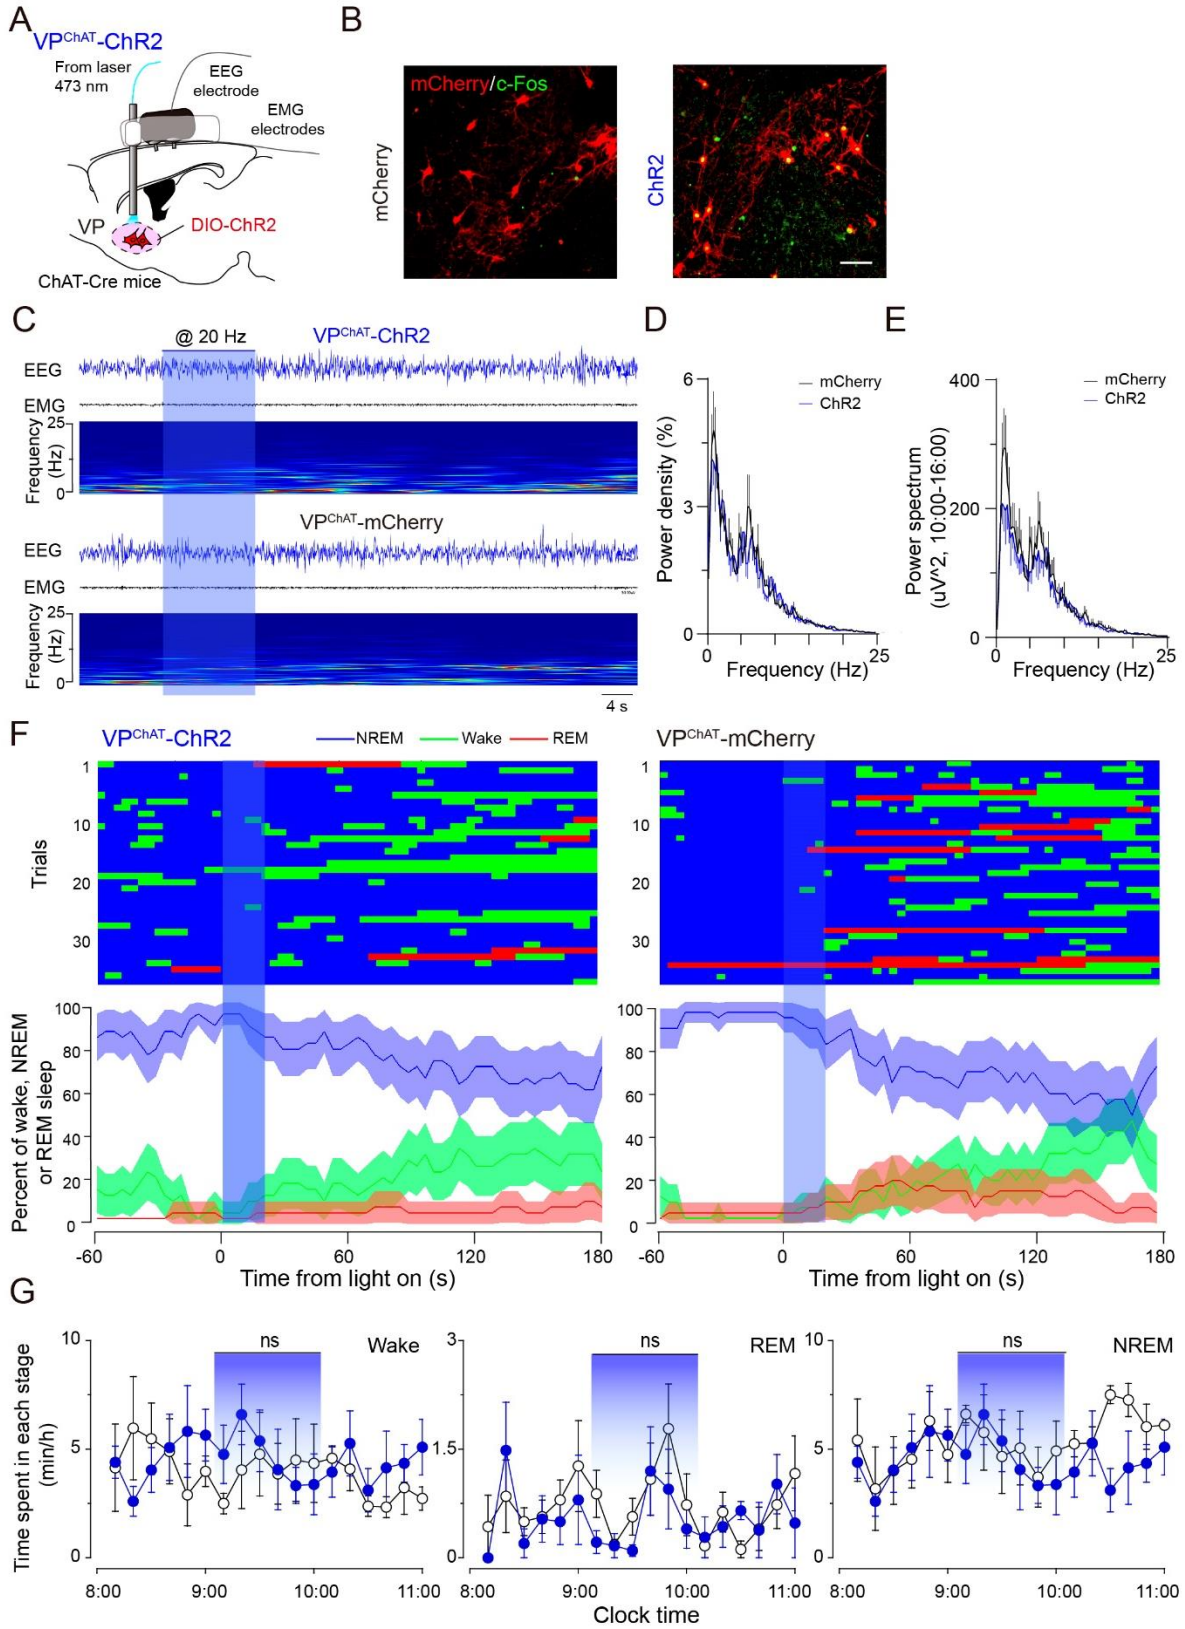 A
VPChAT-ChR2
From laser
473 nm
EEG
electrode
EMG
electrodes
VP
DIO-ChR2
ChAT-Cre mice
B
mCherry/c-Fos
mCherry
ChR2
C
@ 20 Hz
VPChAT-ChR2
EEG
EMG
25
Frequency
(Hz)
0
VPChAT-mCherry
EEG
EMG
25
Frequency
(Hz)
0
4 s
D
6
mCherry
ChR2
Power density (%)
3
0
0
25
Frequency (Hz)
E
400
mCherry
ChR2
Power spectrum
(uV^2, 10:00-16:00)
200
0
0
25
Frequency (Hz)
F
VPChAT-ChR2
NREM
Wake
REM
VPChAT-mCherry
Trials
1
10
20
30
1
10
20
30
Percent of wake, NREM
or REM sleep
100
80
60
40
20
0
-60
0
60
120
180
Time from light on (s)
100
80
60
40
20
0
-60
0
60
120
180
Time from light on (s)
G
Time spent in each stage
(min/h)
10
5
0
ns
Wake
8:00
9:00
10:00
11:00
3
1.5
0
ns
REM
8:00
9:00
10:00
11:00
10
5
0
ns
NREM
8:00
9:00
10:00
11:00
Clock time